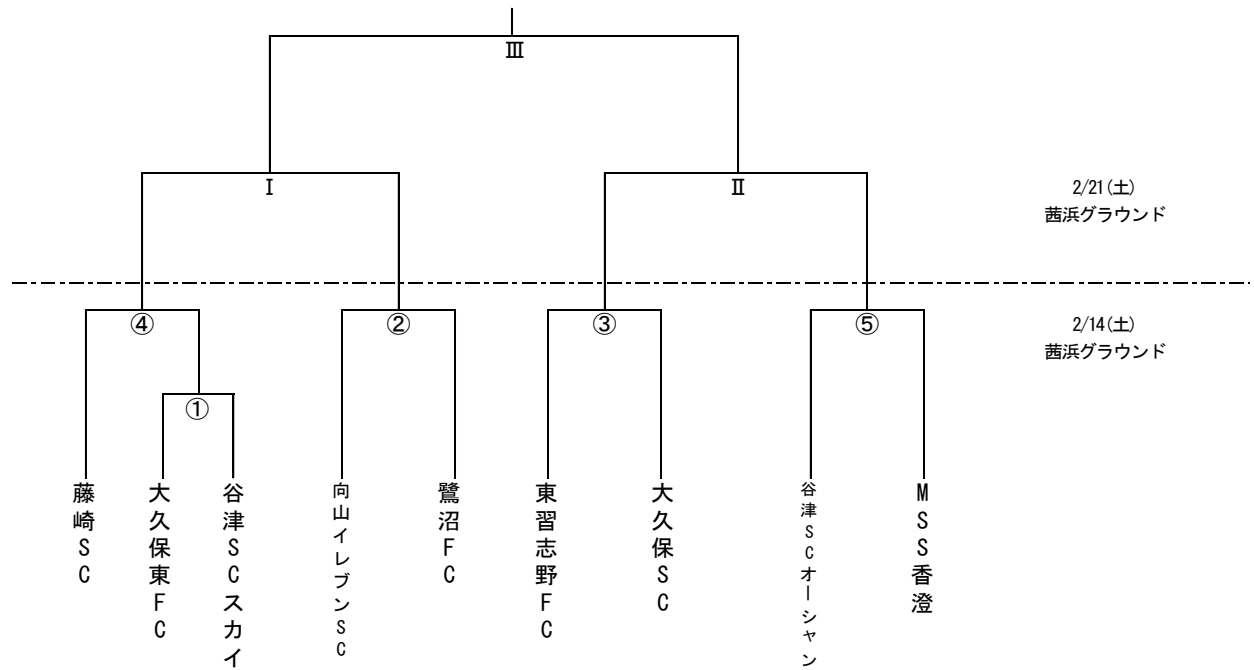 Ⅲ
Ⅰ
Ⅱ
2/21(土)
茜浜グラウンド
④
②
③
⑤
2/14(土)
茜浜グラウンド
①
藤崎SC
大久保東FC
谷津SCスカイ
向山イレブンSC
鷺沼FC
東習志野FC
大久保SC
谷津SCオーシャン
MSS香澄